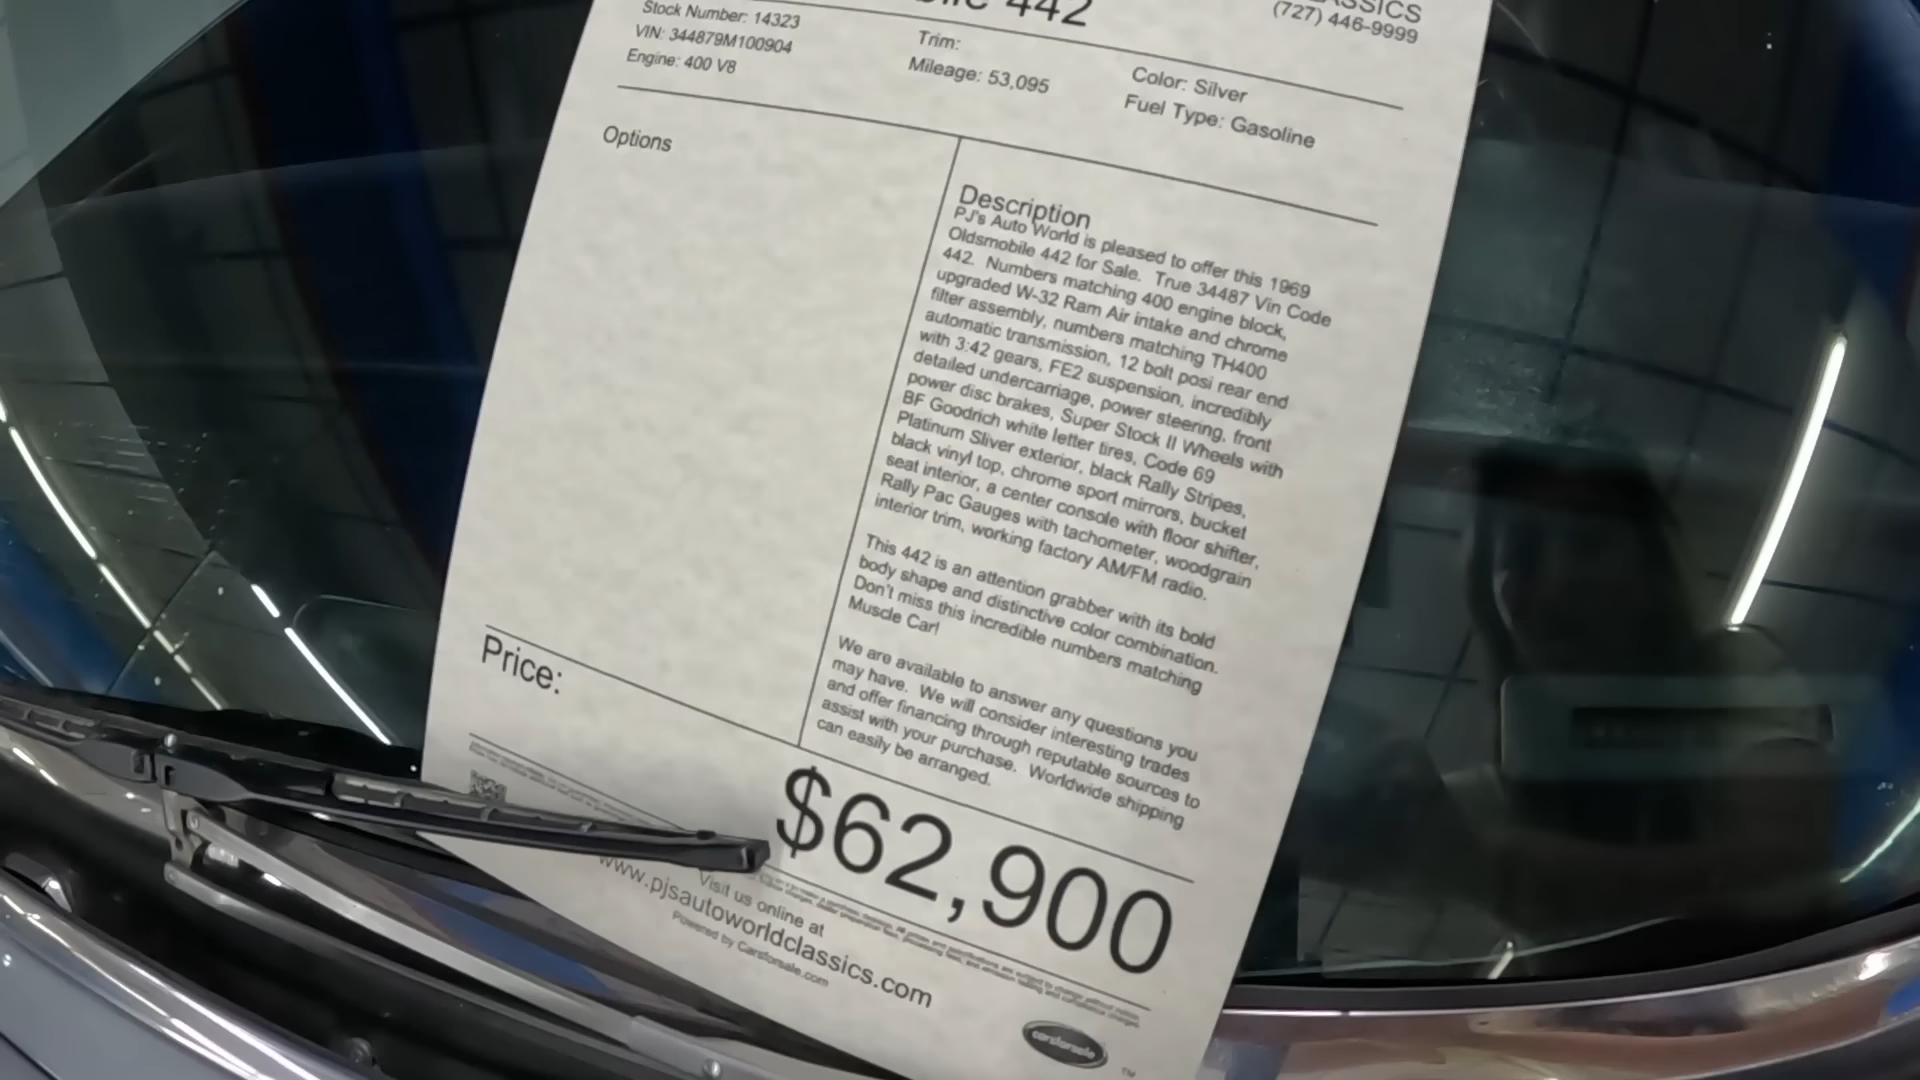 442
(727) 446-9999
Stock Number: 14323
VIN: 344879M100904
Engine: 400 V8
Trim:
Mileage: 53,095
Color: Silver
Fuel Type: Gasoline
Options
Description
PJ's Auto World is pleased to offer this 1969
Oldsmobile 442 for Sale. True 34487 Vin Code
442. Numbers matching 400 engine block,
upgraded W-32 Ram Air intake and chrome
filter assembly, numbers matching TH400
automatic transmission, 12 bolt posi rear end
with 3:42 gears, FE2 suspension, incredibly
detailed undercarriage, power steering, front
power disc brakes, Super Stock II Wheels with
BF Goodrich white letter tires, Code 69
Platinum Sliver exterior, black Rally Stripes,
black vinyl top, chrome sport mirrors, bucket
seat interior, a center console with floor shifter,
Rally Pac Gauges with tachometer, woodgrain
interior trim, working factory AM/FM radio.
This 442 is an attention grabber with its bold
body shape and distinctive color combination.
Don't miss this incredible numbers matching
Muscle Car!
We are available to answer any questions you
may have. We will consider interesting trades
and offer financing through reputable sources to
assist with your purchase. Worldwide shipping
can easily be arranged.
Price:
$62,900
Visit us online at
www.pjsautoworldclassics.com
Powered by Carsforsale.com
carsforsale
TM